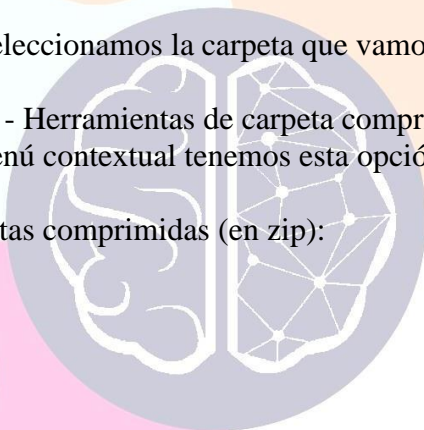 eleccionamos la carpeta que vamo
- Herramientas de carpeta compr
enú contextual tenemos esta opció
tas comprimidas (en zip):